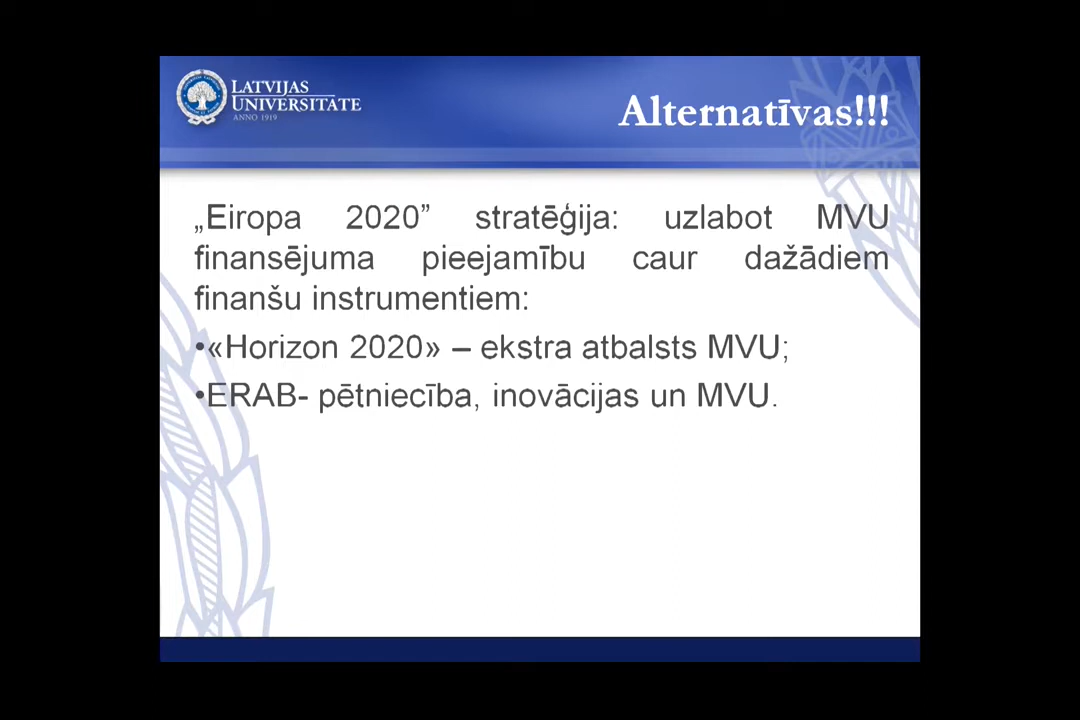 LATVIJAS
UNIVERSITĀTE
ANNO 1919
Alternatīvas!!!
„Eiropa 2020” stratēģija: uzlabot MVU
finansējuma pieejamību caur dažādiem
finanšu instrumentiem:
•«Horizon 2020» – ekstra atbalsts MVU;
•ERAB- pētniecība, inovācijas un MVU.